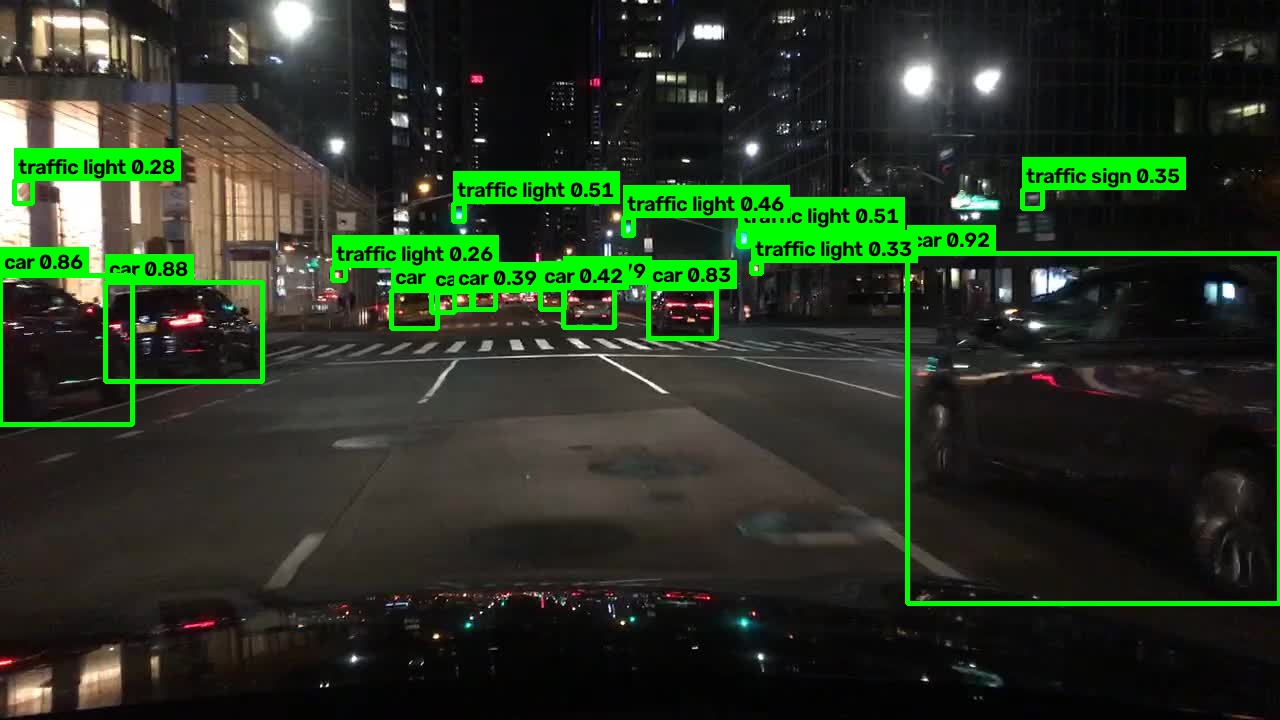 traffic light 0.28
traffic sign 0.35
traffic light 0.51
traffic light 0.46
traffic light 0.51
car 0.92
traffic light 0.26
traffic light 0.33
car 0.86
car 0.88
car
car 0.39
car 0.42
car 0.83